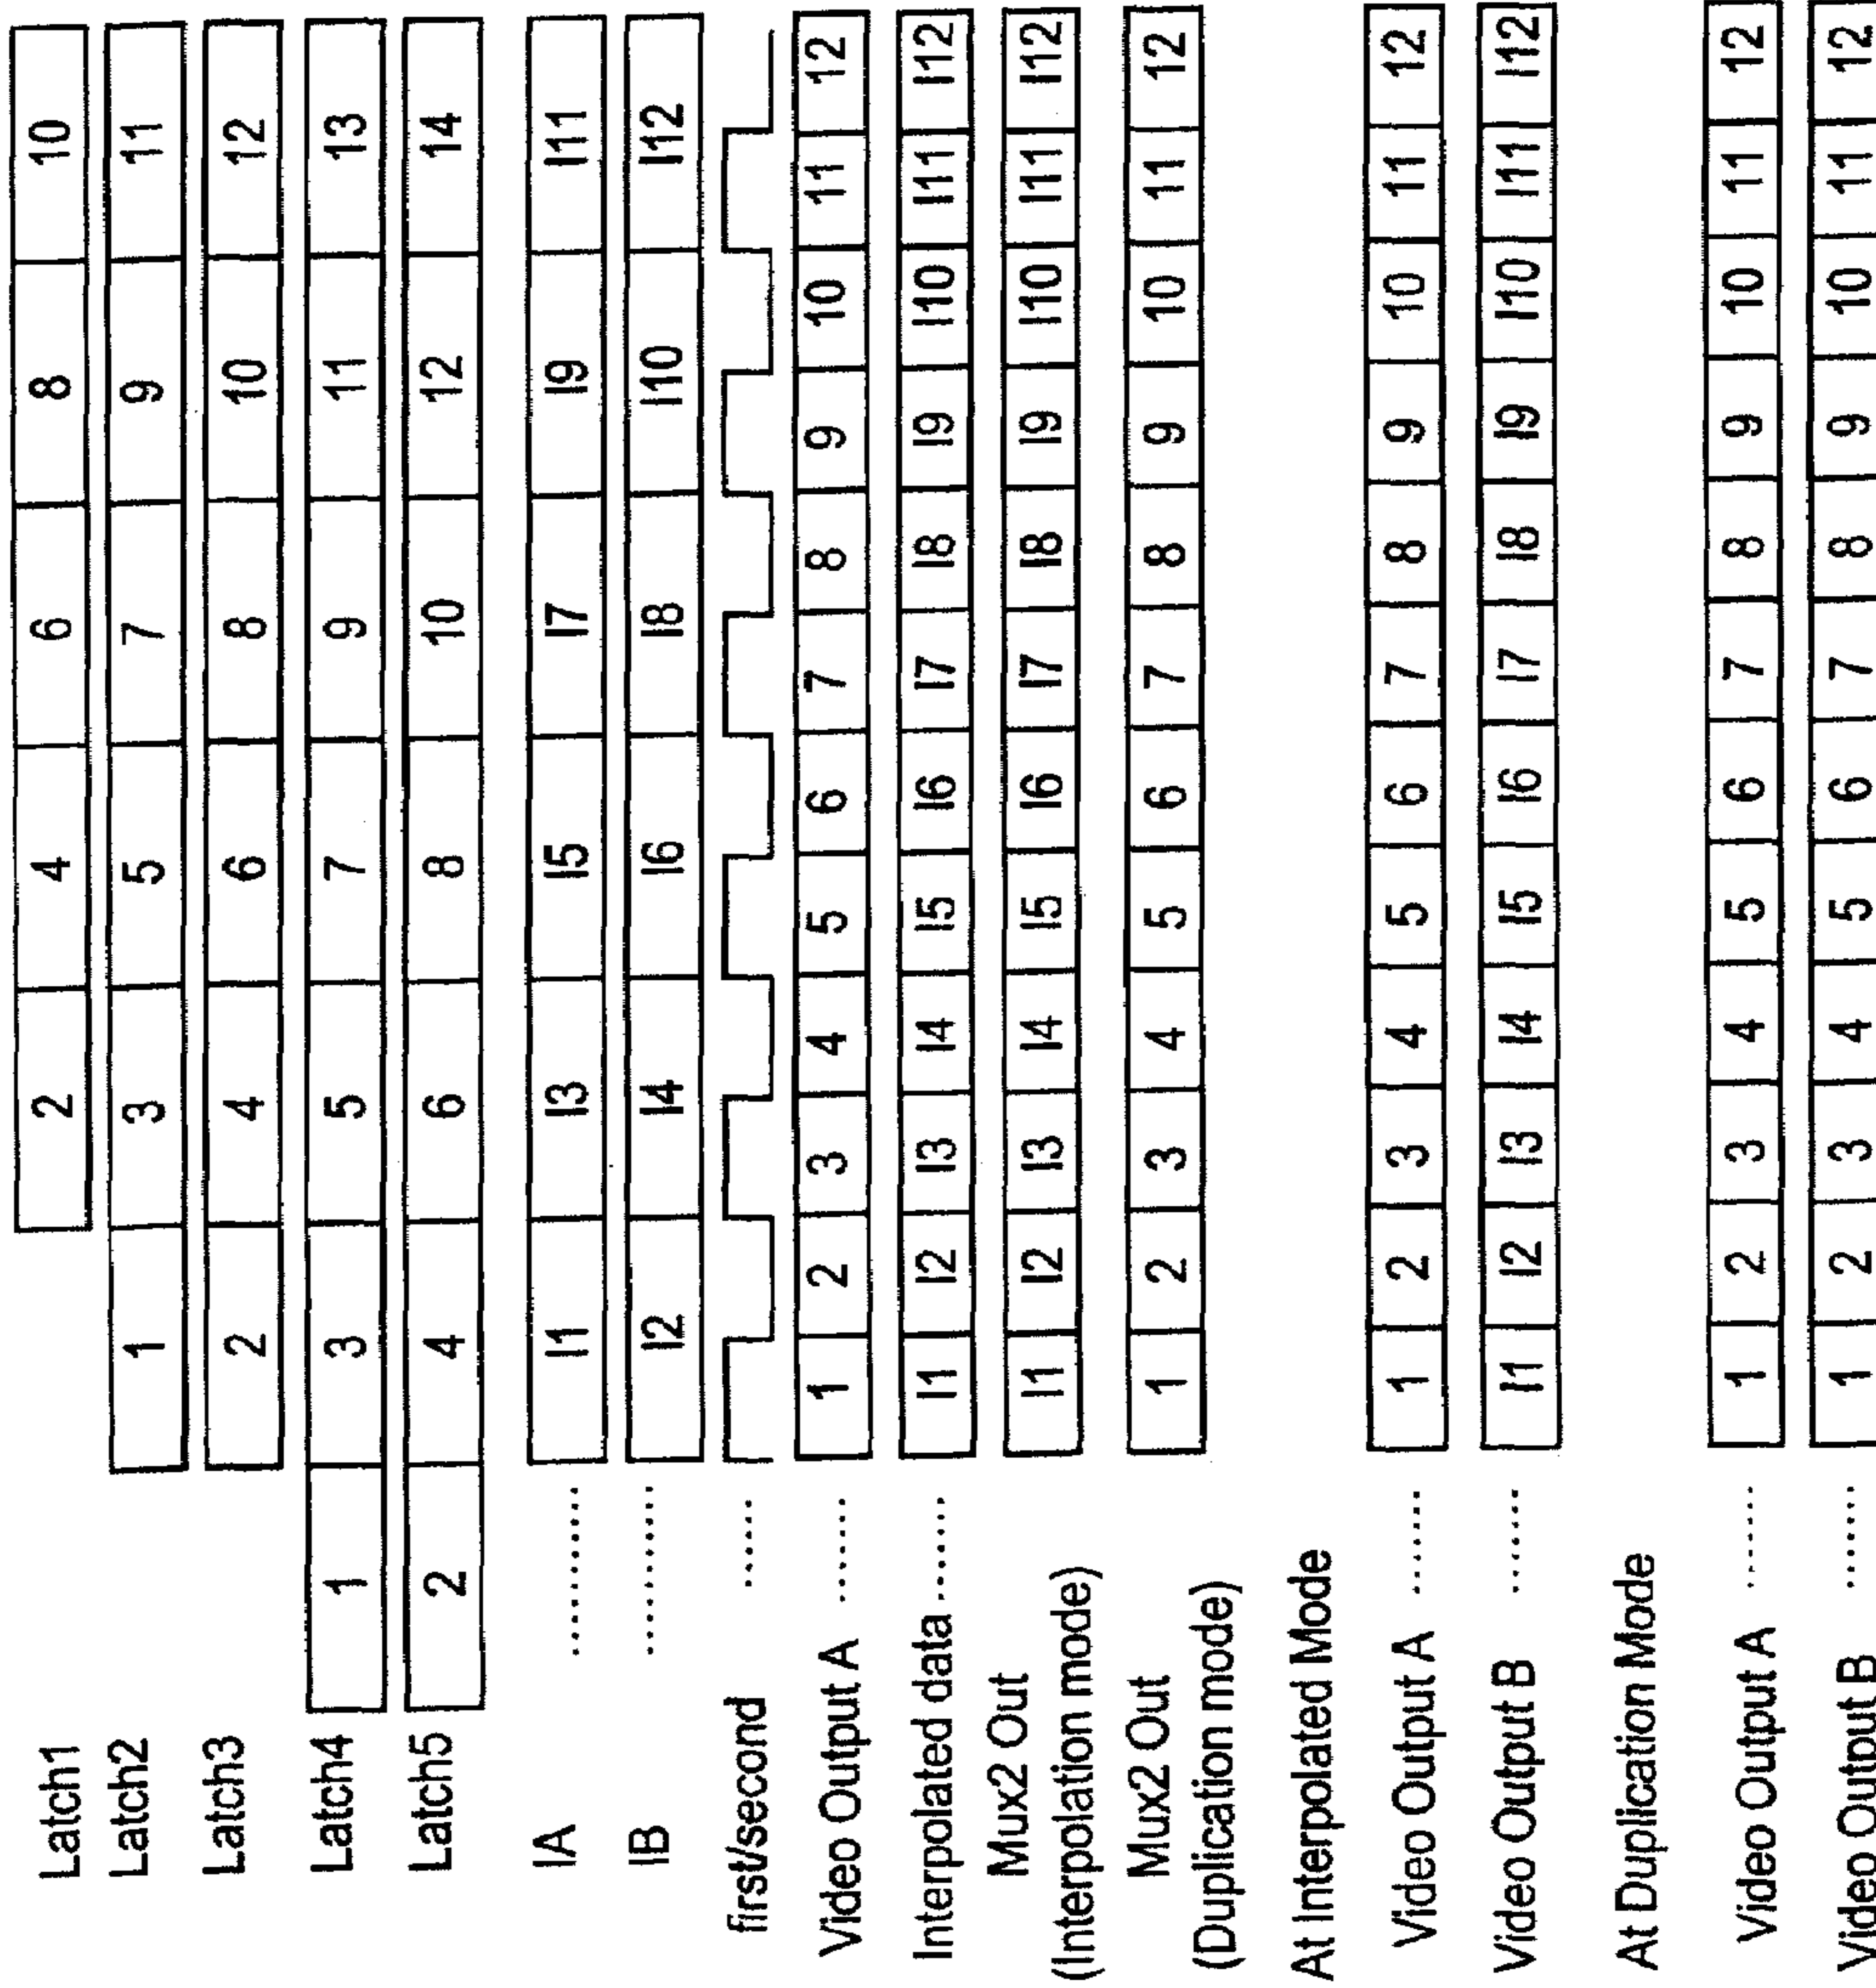 Latch1 2 4 6 8 10
Latch2 1 3 5 7 9 11
Latch3 2 4 6 8 10 12
Latch4 1 3 5 7 9 11 13
Latch5 2 4 6 8 10 12 14
IA .......... I1 I3 I5 I7 I9 I11
IB .......... I2 I4 I6 I8 I10 I12
first/second ......
Video Output A ....... 1 2 3 4 5 6 7 8 9 10 11 12
Interpolated data ....... I1 I2 I3 I4 I5 I6 I7 I8 I9 I10 I11 I12
Mux2 Out I1 I2 I3 I4 I5 I6 I7 I8 I9 I10 I11 I12
(Interpolation mode)
Mux2 Out 1 2 3 4 5 6 7 8 9 10 11 12
(Duplication mode)
At Interpolated Mode
Video Output A ....... 1 2 3 4 5 6 7 8 9 10 11 12
Video Output B ....... I1 I2 I3 I4 I5 I6 I7 I8 I9 I10 I11 I12
At Duplication Mode
Video Output A ....... 1 2 3 4 5 6 7 8 9 10 11 12
Video Output B ....... 1 2 3 4 5 6 7 8 9 10 11 12